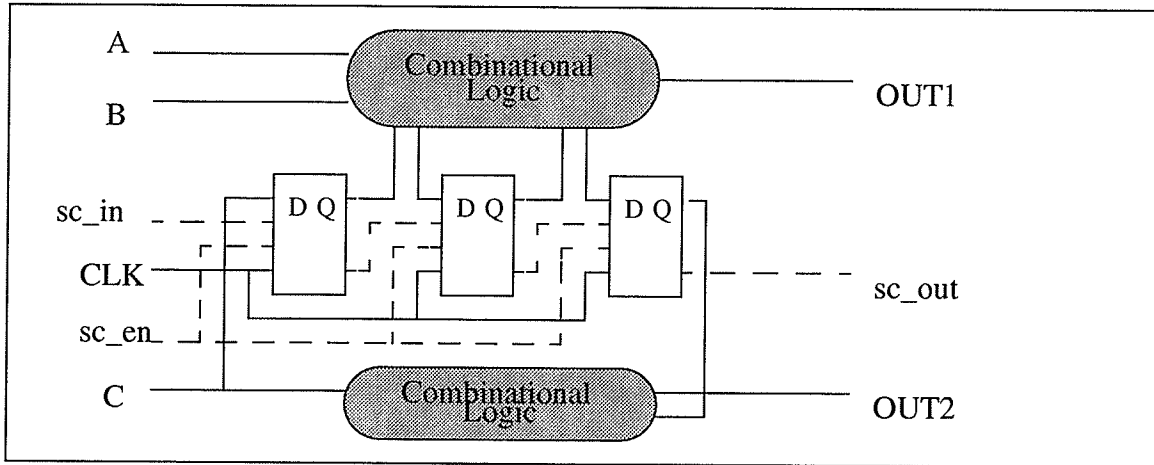 A
Combinational
Logic
OUT1
B
D Q
D Q
D Q
sc_in
CLK
sc_out
sc_en
C
Combinational
Logic
OUT2